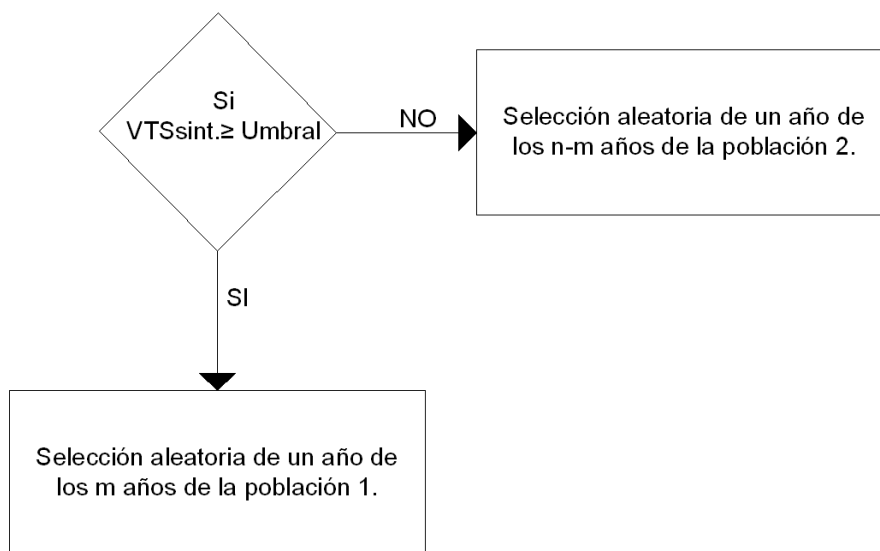 Si
VTSsint.≥ Umbral
NO
Selección aleatoria de un año de
los n-m años de la población 2.
SI
Selección aleatoria de un año de
los m años de la población 1.